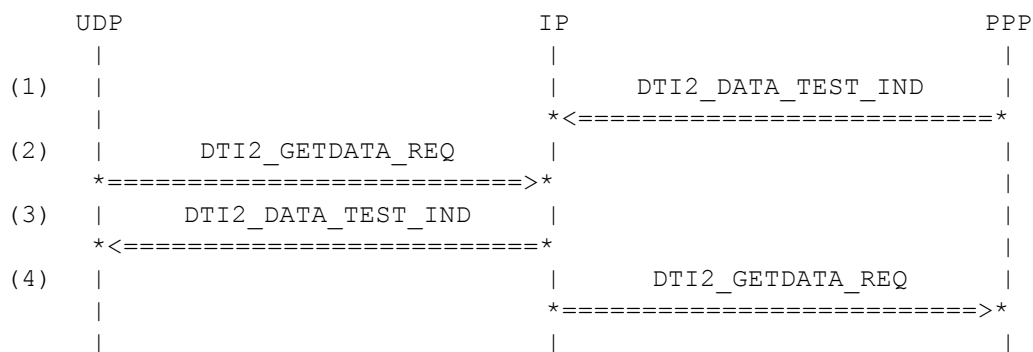 UDP IP PPP
(1) DTI2_DATA_TEST_IND
(2) DTI2_GETDATA_REQ
(3) DTI2_DATA_TEST_IND
(4) DTI2_GETDATA_REQ